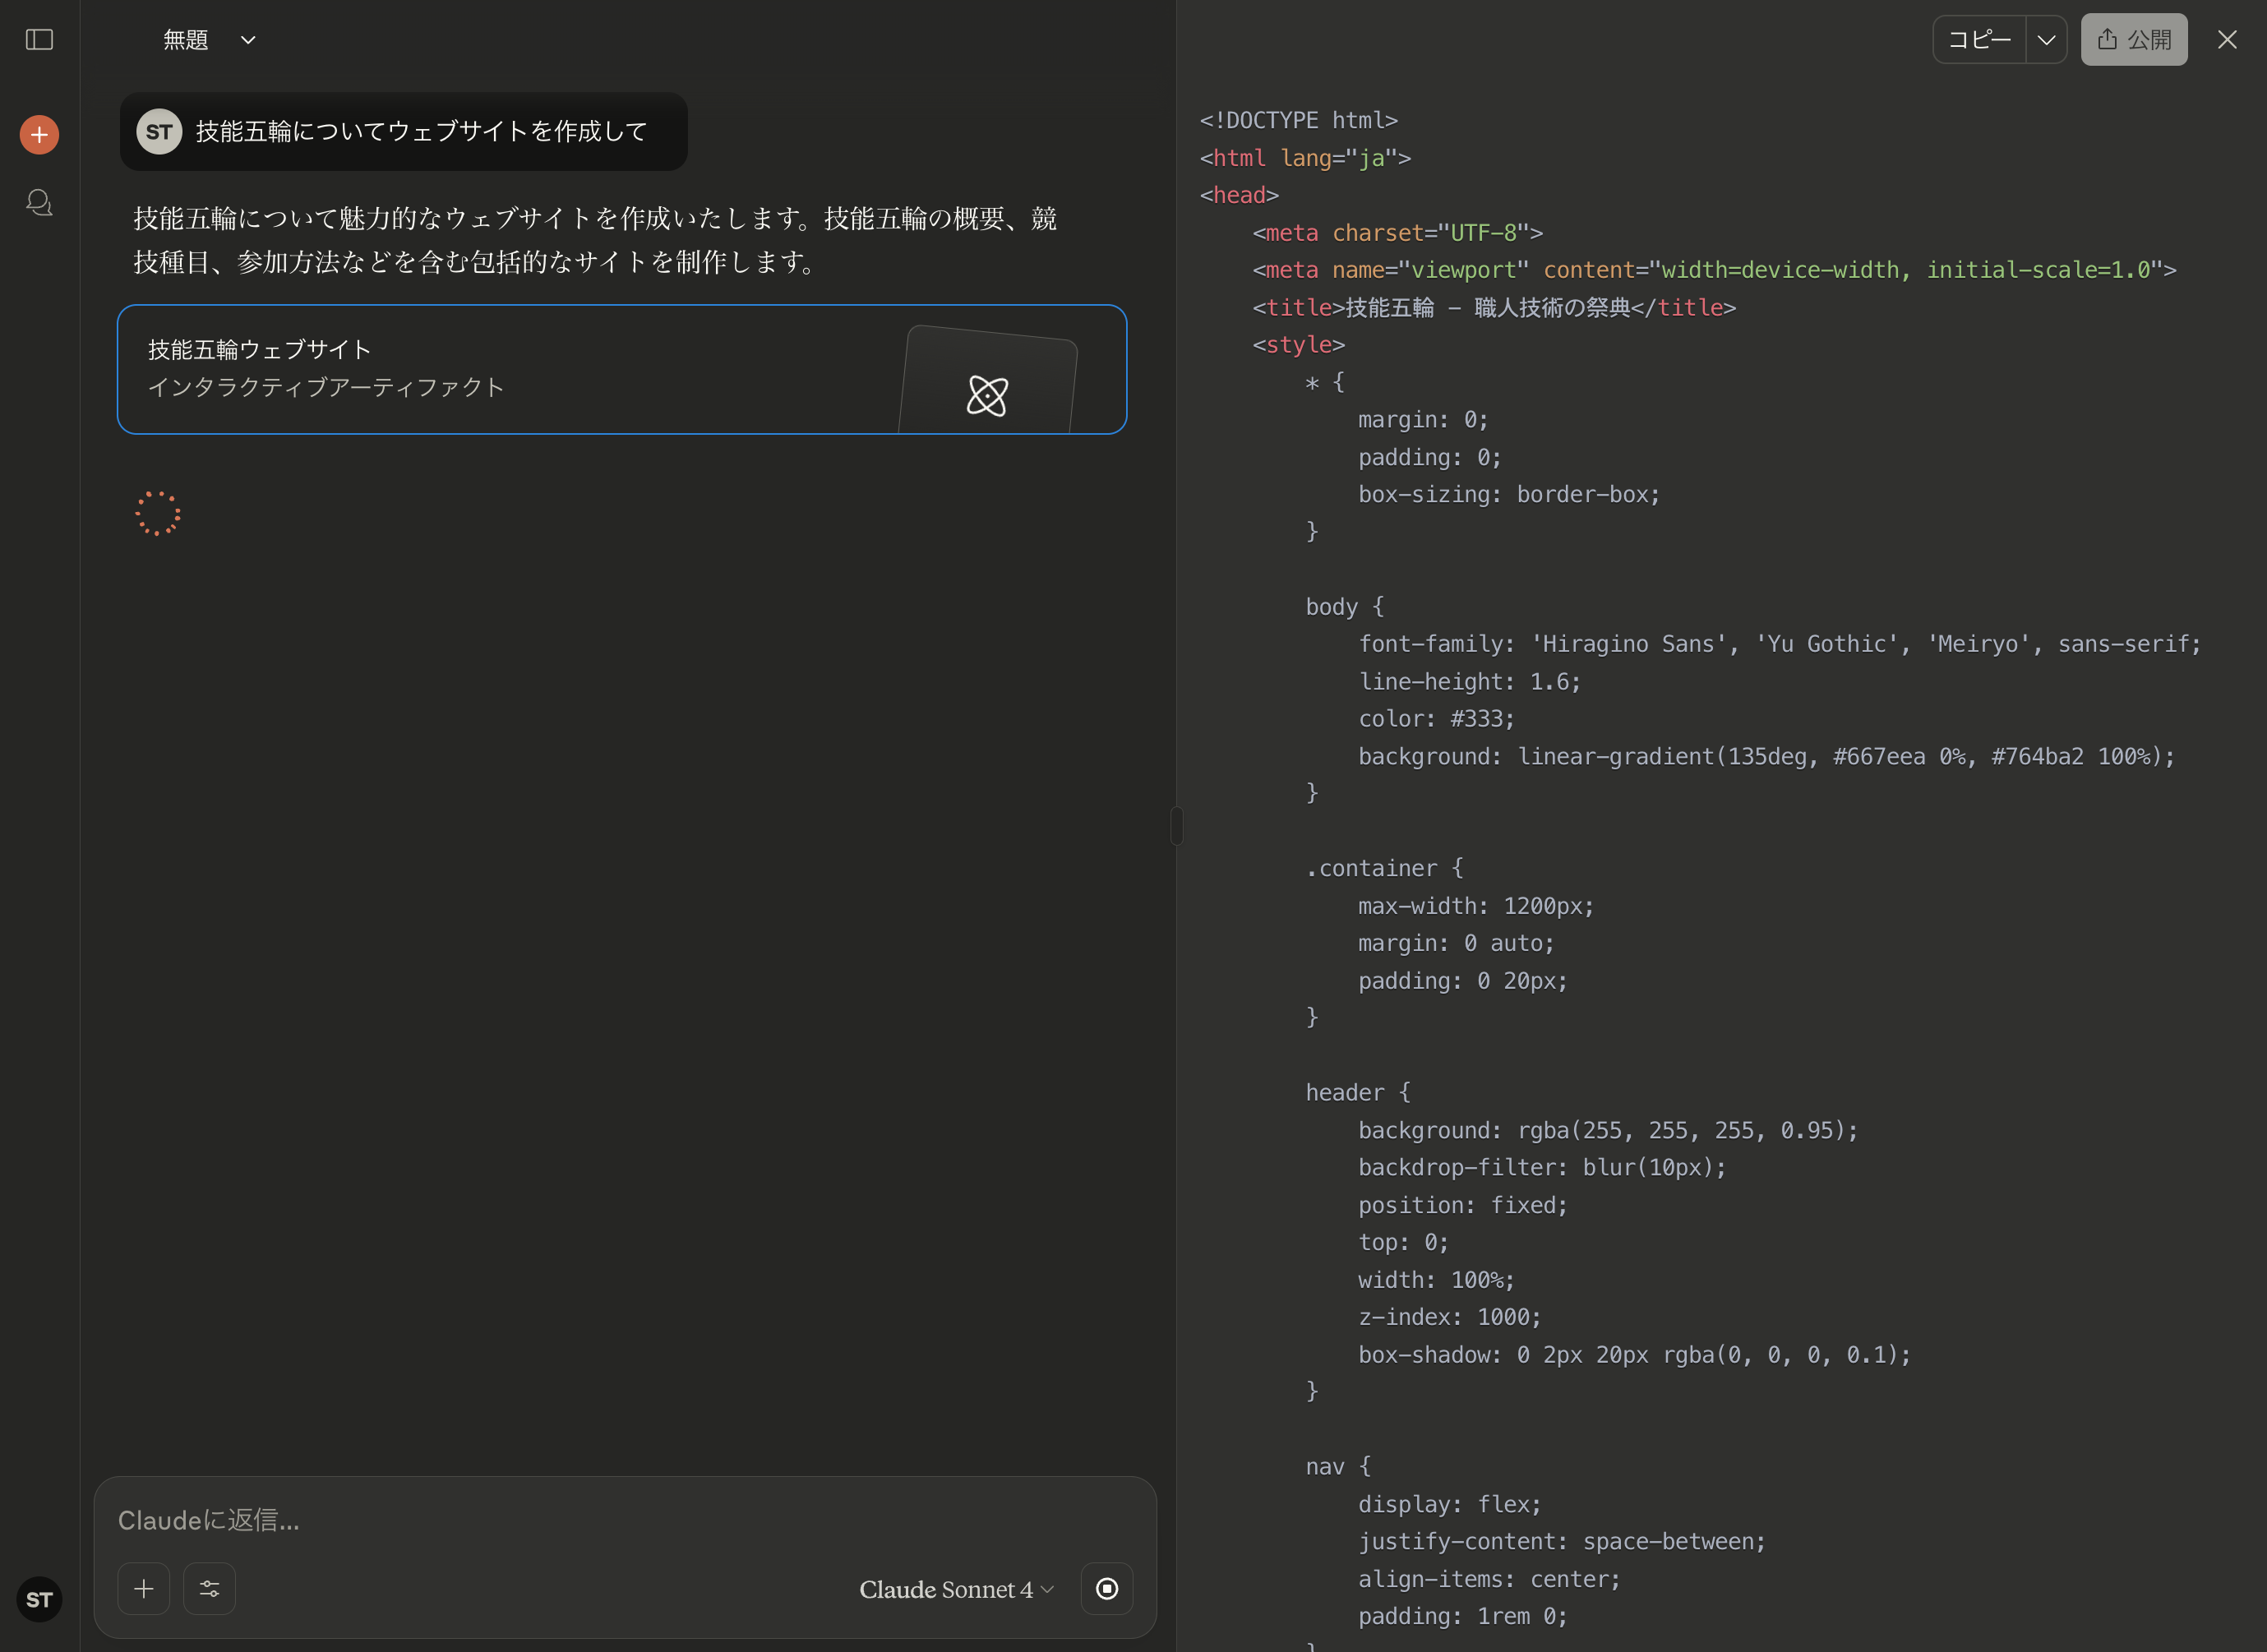 無題
コピー
公開
ST 技能五輪についてウェブサイトを作成して
技能五輪について魅力的なウェブサイトを作成いたします。技能五輪の概要、競
技種目、参加方法などを含む包括的なサイトを制作します。
技能五輪ウェブサイト
インタラクティブアーティファクト
Claudeに返信...
Claude Sonnet 4
ST
<!DOCTYPE html>
<html lang="ja">
<head>
    <meta charset="UTF-8">
    <meta name="viewport" content="width=device-width, initial-scale=1.0">
    <title>技能五輪 - 職人技術の祭典</title>
    <style>
        * {
            margin: 0;
            padding: 0;
            box-sizing: border-box;
        }

        body {
            font-family: 'Hiragino Sans', 'Yu Gothic', 'Meiryo', sans-serif;
            line-height: 1.6;
            color: #333;
            background: linear-gradient(135deg, #667eea 0%, #764ba2 100%);
        }

        .container {
            max-width: 1200px;
            margin: 0 auto;
            padding: 0 20px;
        }

        header {
            background: rgba(255, 255, 255, 0.95);
            backdrop-filter: blur(10px);
            position: fixed;
            top: 0;
            width: 100%;
            z-index: 1000;
            box-shadow: 0 2px 20px rgba(0, 0, 0, 0.1);
        }

        nav {
            display: flex;
            justify-content: space-between;
            align-items: center;
            padding: 1rem 0;
        }